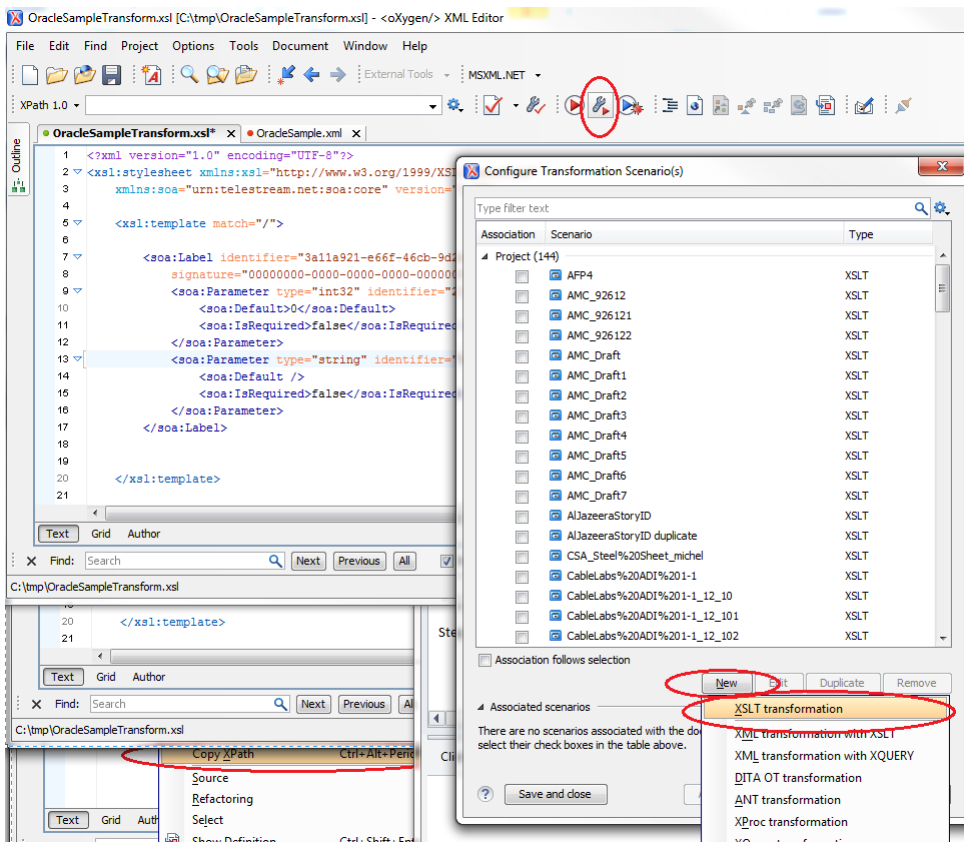 OracleSampleTransform.xsl [C:\tmp\OracleSampleTransform.xsl] - <oXygen/> XML Editor
File Edit Find Project Options Tools Document Window Help
External Tools MSXML.NET
XPath 1.0
Outline
OracleSampleTransform.xsl* x OracleSample.xml x
1 <?xml version="1.0" encoding="UTF-8"?>
2 <xsl:stylesheet xmlns:xsl="http://www.w3.org/1999/XS
3 xmlns:soa="urn:telestream.net:soa:core" version=
4
5 <xsl:template match="/">
6
7 <soa:Label identifier="3a11a921-e66f-46cb-9d2
8 signature="00000000-0000-0000-0000-000000
9 <soa:Parameter type="int32" identifier="2
10 <soa:Default>0</soa:Default>
11 <soa:IsRequired>false</soa:IsRequired
12 </soa:Parameter>
13 <soa:Parameter type="string" identifier="
14 <soa:Default />
15 <soa:IsRequired>false</soa:IsRequired
16 </soa:Parameter>
17 </soa:Label>
18
19
20 </xsl:template>
21
Text Grid Author
x Find: Search Next Previous All
C:\tmp\OracleSampleTransform.xsl
20 </xsl:template>
21
Text Grid Author
x Find: Search Next Previous Al
C:\tmp\OracleSampleTransform.xsl
Ste
Cli
Copy XPath Ctrl+Alt+Peri
Source
Refactoring
Select
Show Definition Ctrl+Shift+Ent
Text Grid Auth
Configure Transformation Scenario(s)
Type filter text
Association Scenario Type
Project (144)
AFP4 XSLT
AMC_92612 XSLT
AMC_926121 XSLT
AMC_926122 XSLT
AMC_Draft XSLT
AMC_Draft1 XSLT
AMC_Draft2 XSLT
AMC_Draft3 XSLT
AMC_Draft4 XSLT
AMC_Draft5 XSLT
AMC_Draft6 XSLT
AMC_Draft7 XSLT
AlJazeeraStoryID XSLT
AlJazeeraStoryID duplicate XSLT
CSA_Steel%20Sheet_michel XSLT
CableLabs%20ADI%201-1 XSLT
CableLabs%20ADI%201-1_12_10 XSLT
CableLabs%20ADI%201-1_12_101 XSLT
CableLabs%20ADI%201-1_12_102 XSLT
Association follows selection
New Edit Duplicate Remove
Associated scenarios
There are no scenarios associated with the do
select their check boxes in the table above.
? Save and close
XSLT transformation
XML transformation with XSLT
XML transformation with XQUERY
DITA OT transformation
ANT transformation
XProc transformation